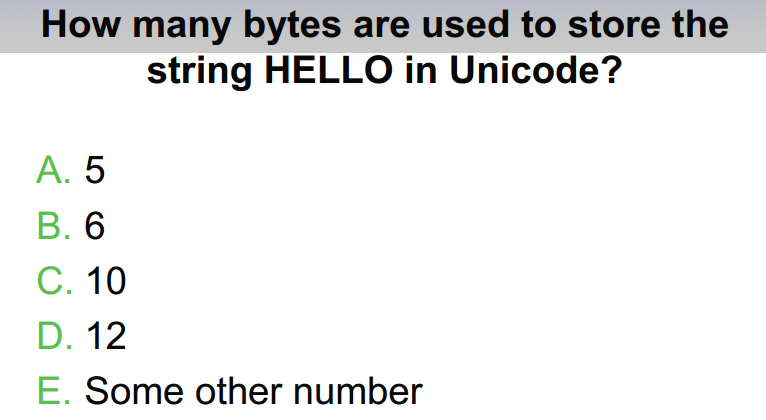 How many bytes are used to store the
string HELLO in Unicode?
A. 5
B. 6
C. 10
D. 12
E. Some other number